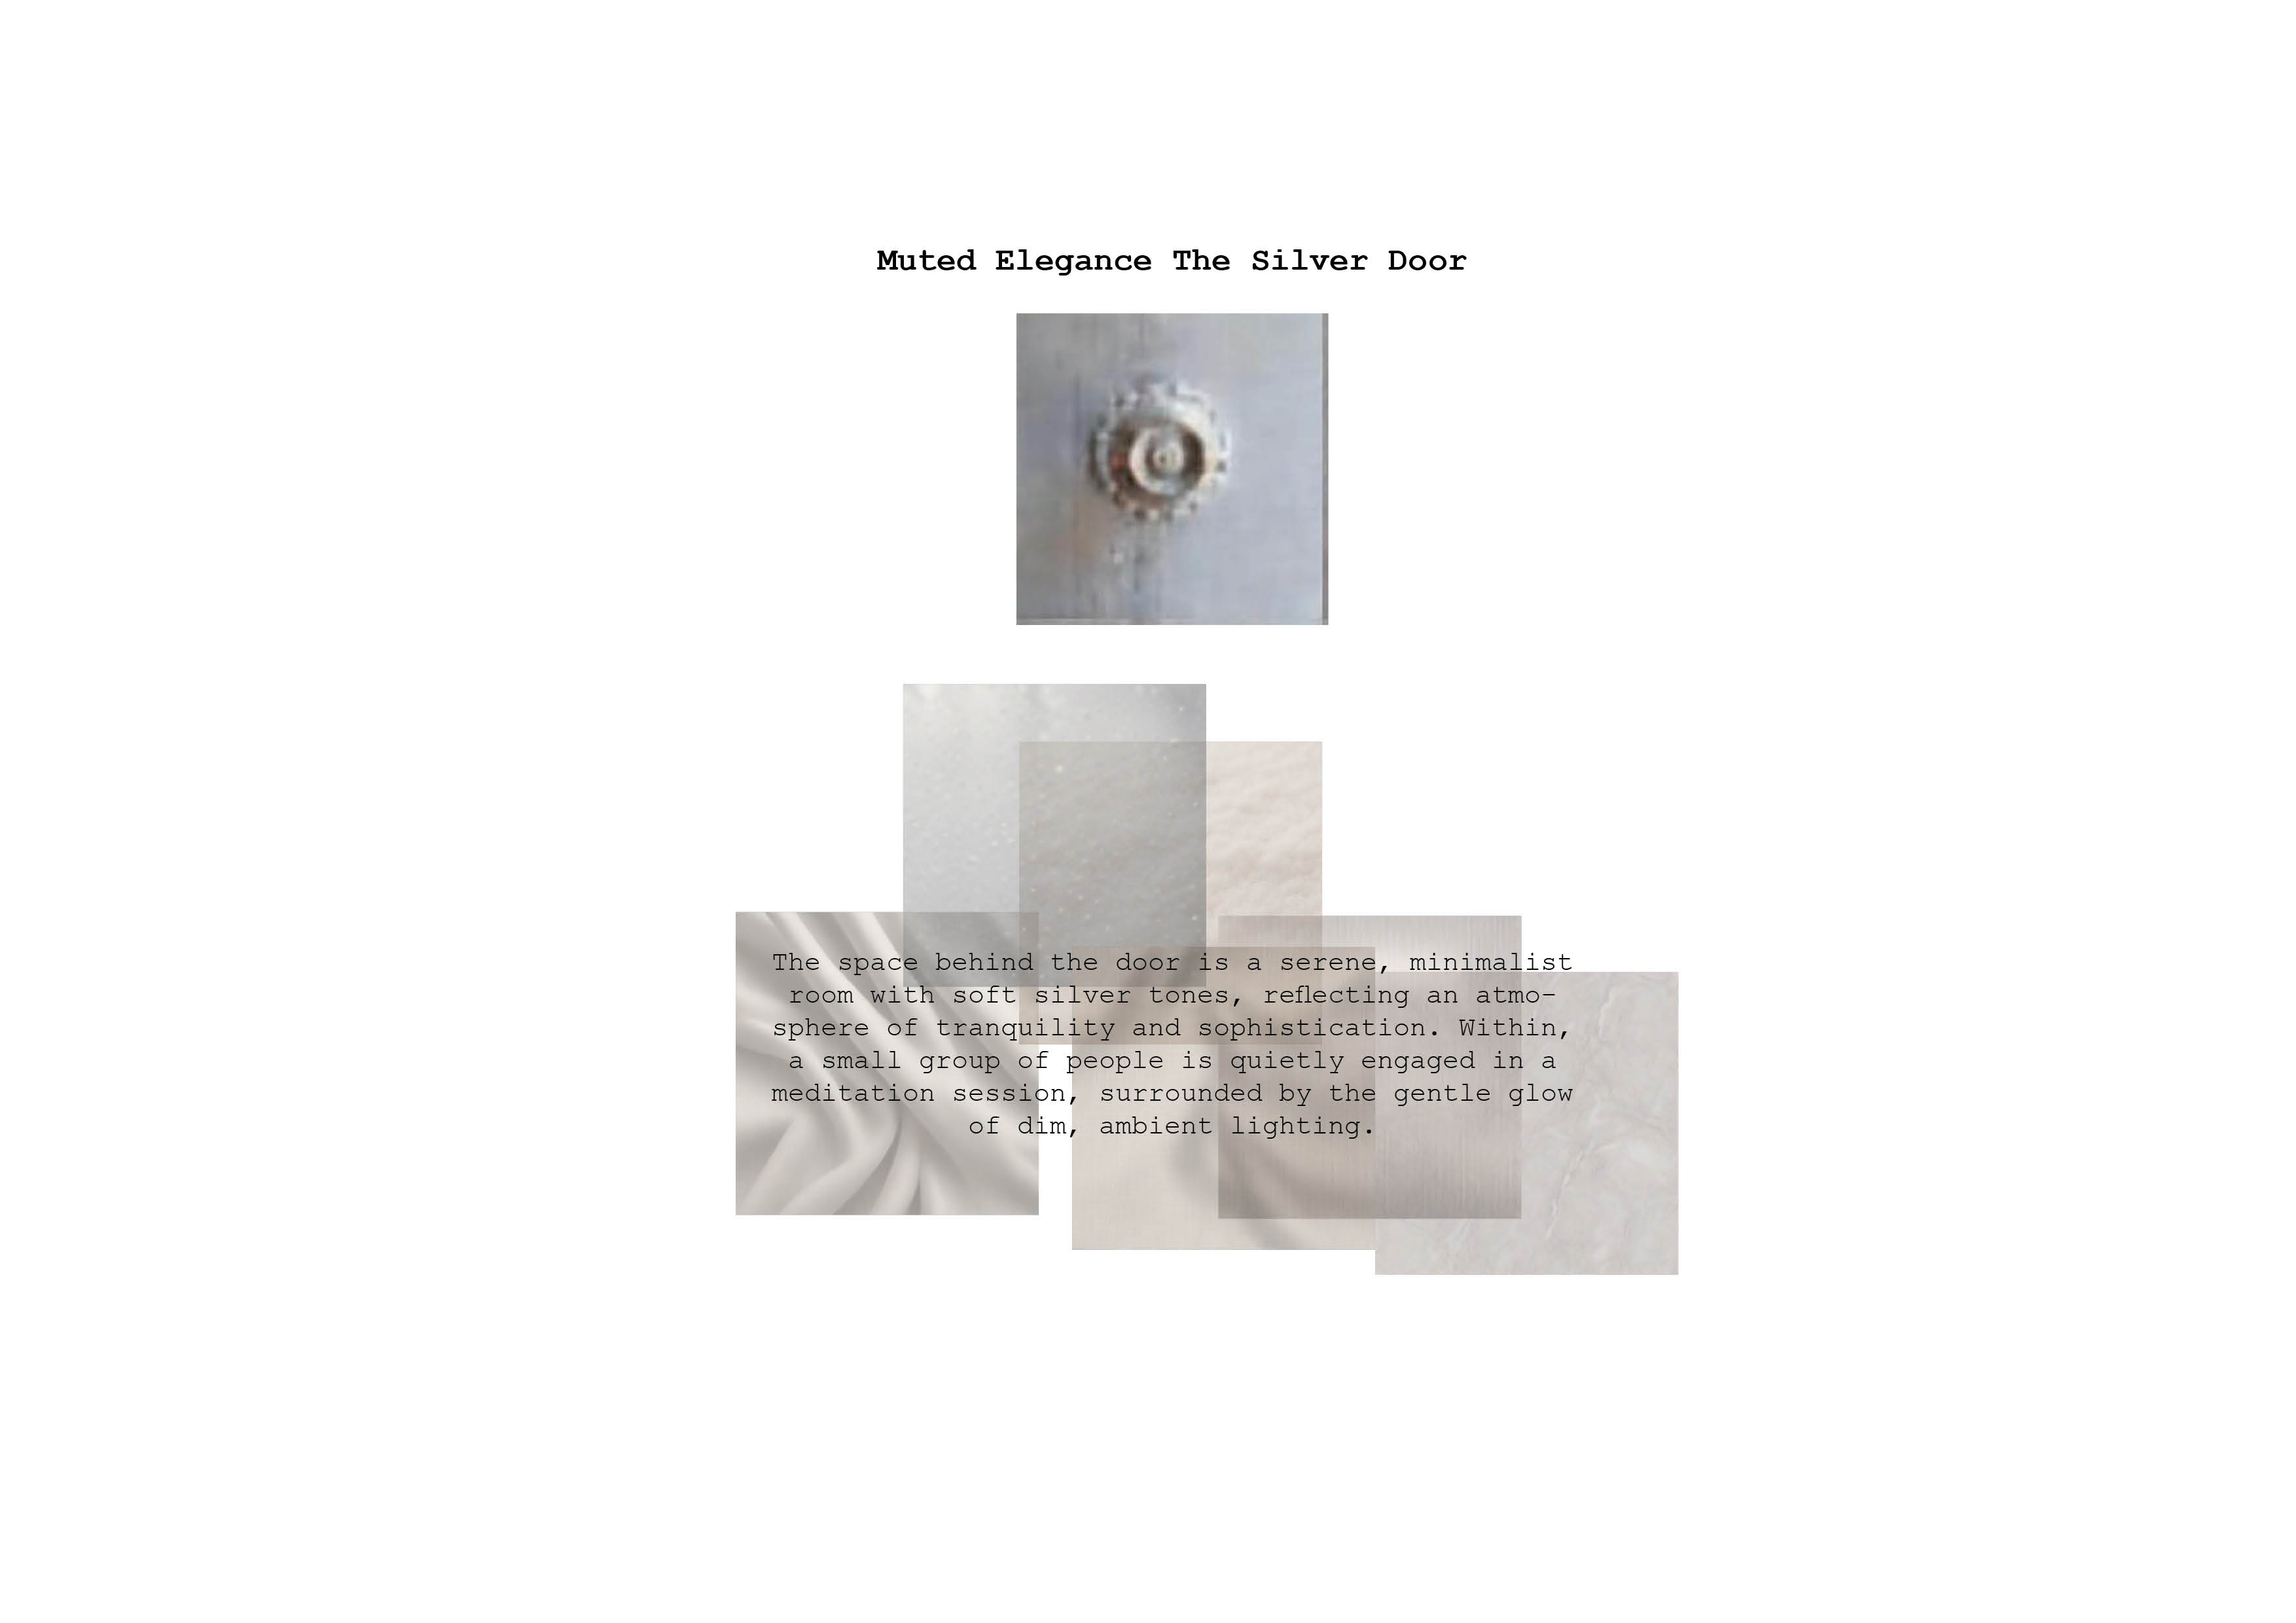 Muted Elegance The Silver Door
The space behind the door is a serene, minimalist
room with soft silver tones, reflecting an atmo-
sphere of tranquility and sophistication. Within,
a small group of people is quietly engaged in a
meditation session, surrounded by the gentle glow
of dim, ambient lighting.